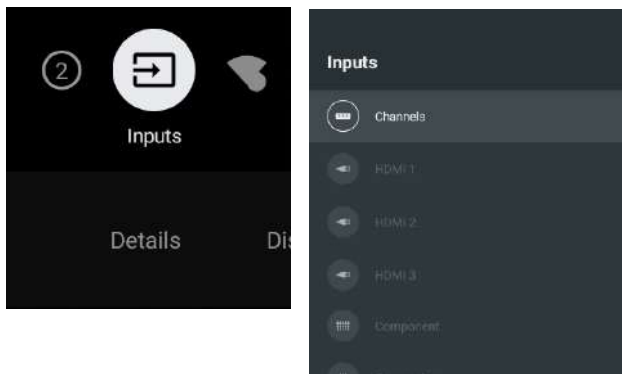 2
Inputs
Details
Dis
Inputs
Channels
HDMI 1
HDMI 2
HDMI 3
Component